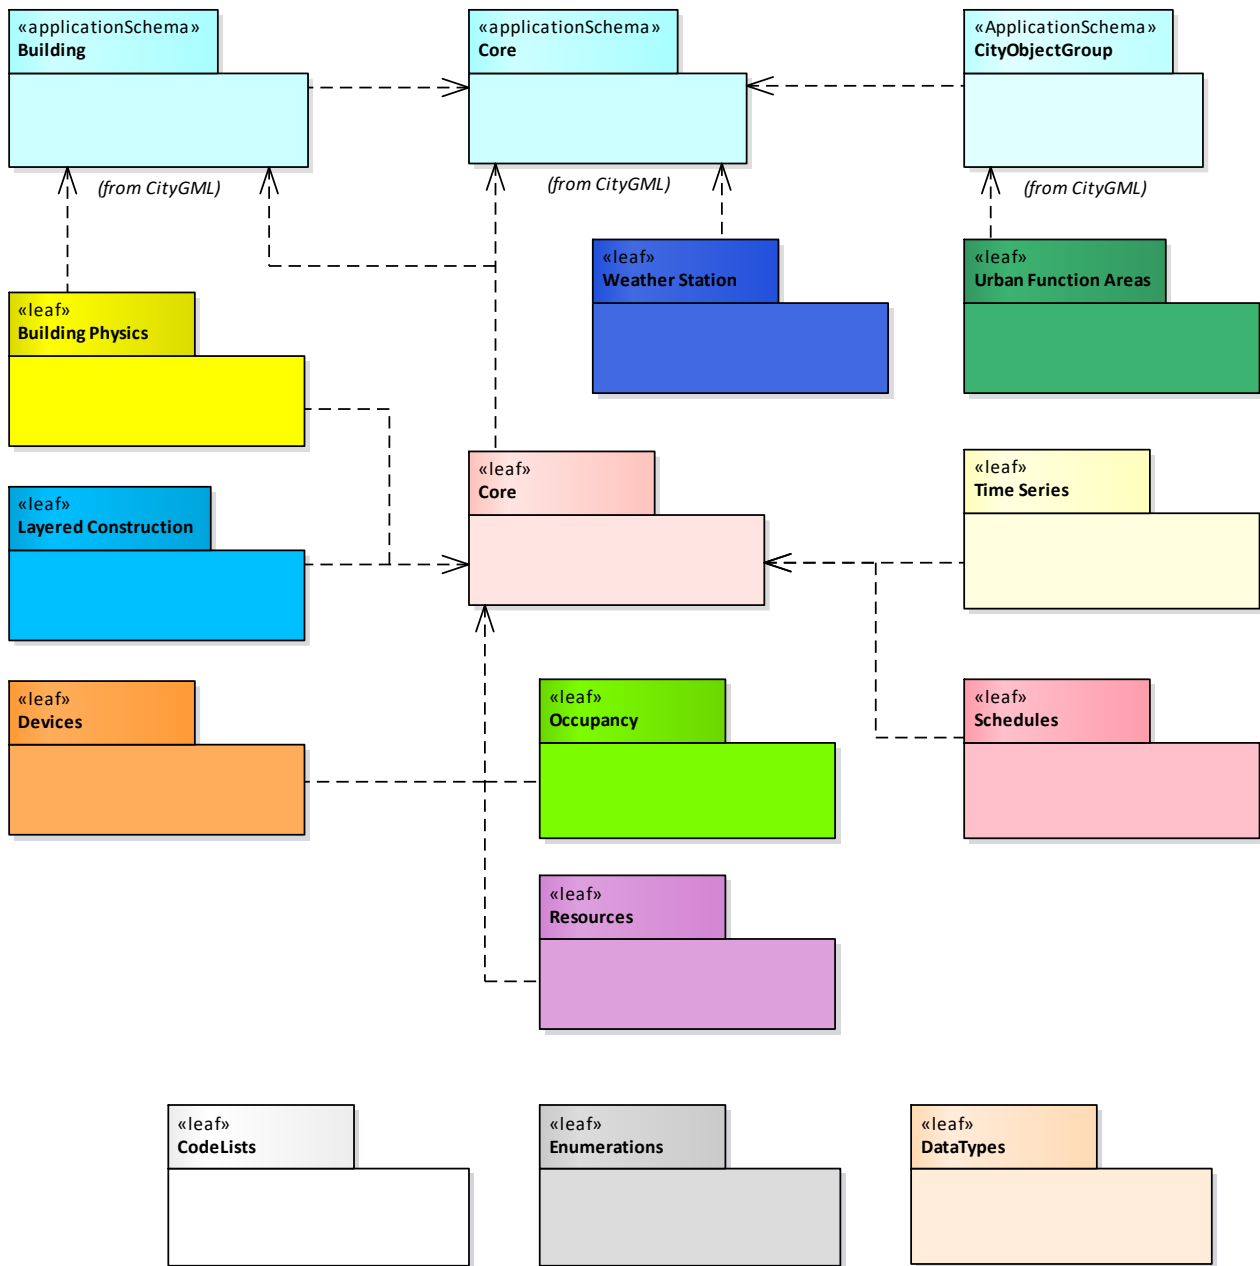 «applicationSchema»
Building
«applicationSchema»
Core
«ApplicationSchema»
CityObjectGroup
(from CityGML)
(from CityGML)
(from CityGML)
«leaf»
Weather Station
«leaf»
Urban Function Areas
«leaf»
Building Physics
«leaf»
Core
«leaf»
Time Series
«leaf»
Layered Construction
«leaf»
Devices
«leaf»
Occupancy
«leaf»
Schedules
«leaf»
Resources
«leaf»
CodeLists
«leaf»
Enumerations
«leaf»
DataTypes